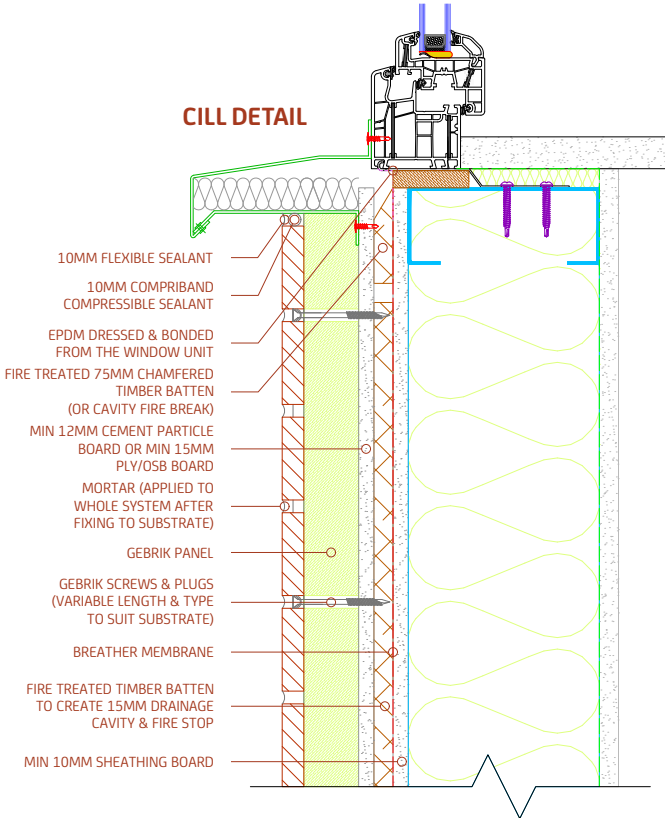 CILL DETAIL
10MM FLEXIBLE SEALANT
10MM COMPRIBAND
COMPRESSIBLE SEALANT
EPDM DRESSED & BONDED
FROM THE WINDOW UNIT
FIRE TREATED 75MM CHAMFERED
TIMBER BATTEN
(OR CAVITY FIRE BREAK)
MIN 12MM CEMENT PARTICLE
BOARD OR MIN 15MM
PLY/OSB BOARD
MORTAR (APPLIED TO
WHOLE SYSTEM AFTER
FIXING TO SUBSTRATE)
GEBRIK PANEL
GEBRIK SCREWS & PLUGS
(VARIABLE LENGTH & TYPE
TO SUIT SUBSTRATE)
BREATHER MEMBRANE
FIRE TREATED TIMBER BATTEN
TO CREATE 15MM DRAINAGE
CAVITY & FIRE STOP
MIN 10MM SHEATHING BOARD